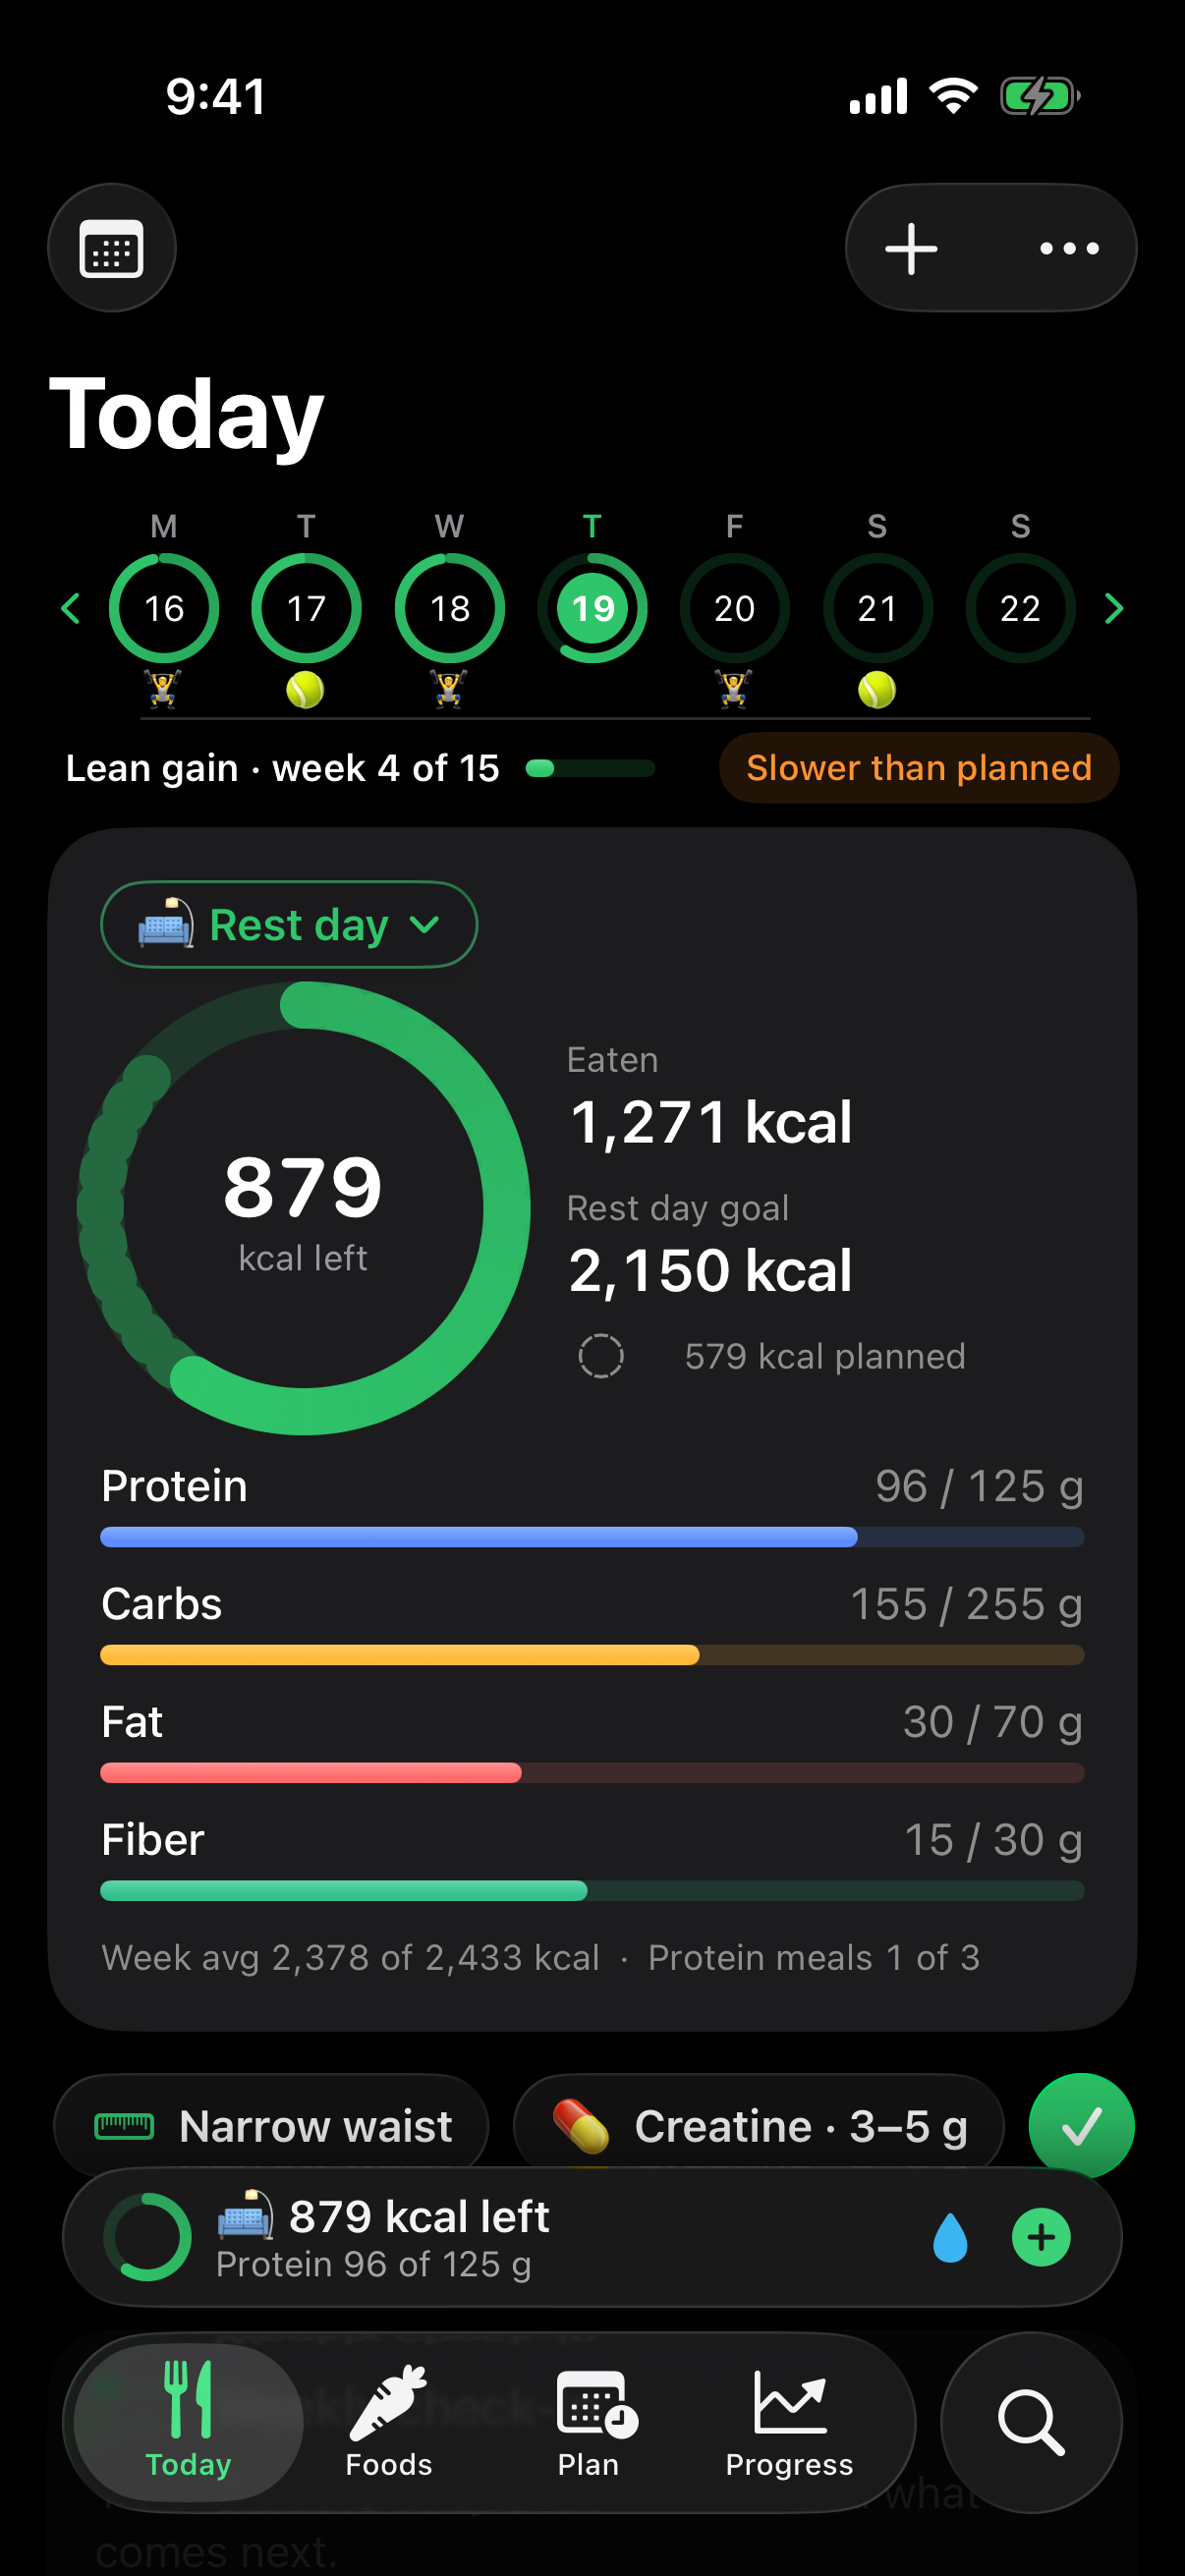 9:41
Today
M T W T F S S
16 17 18 19 20 21 22
Lean gain · week 4 of 15
Slower than planned
Rest day
879
kcal left
Eaten
1,271 kcal
Rest day goal
2,150 kcal
579 kcal planned
Protein 96 / 125 g
Carbs 155 / 255 g
Fat 30 / 70 g
Fiber 15 / 30 g
Week avg 2,378 of 2,433 kcal · Protein meals 1 of 3
Narrow waist
Creatine · 3–5 g
879 kcal left
Protein 96 of 125 g
Today
Foods
Plan
Progress
what
comes next.